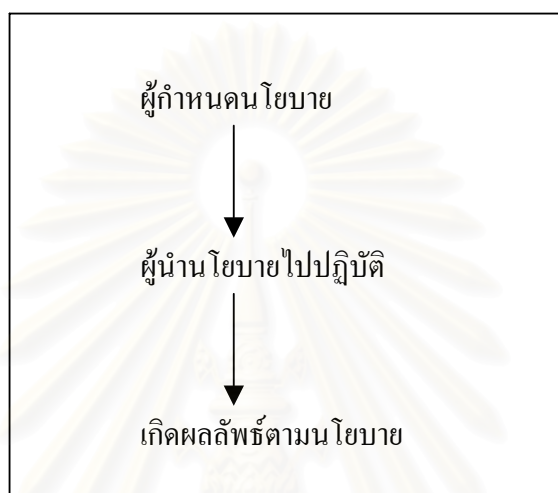 ผู้กำหนดนโยบาย
ผู้นำนโยบายไปปฏิบัติ
เกิดผลลัพธ์ตามนโยบาย